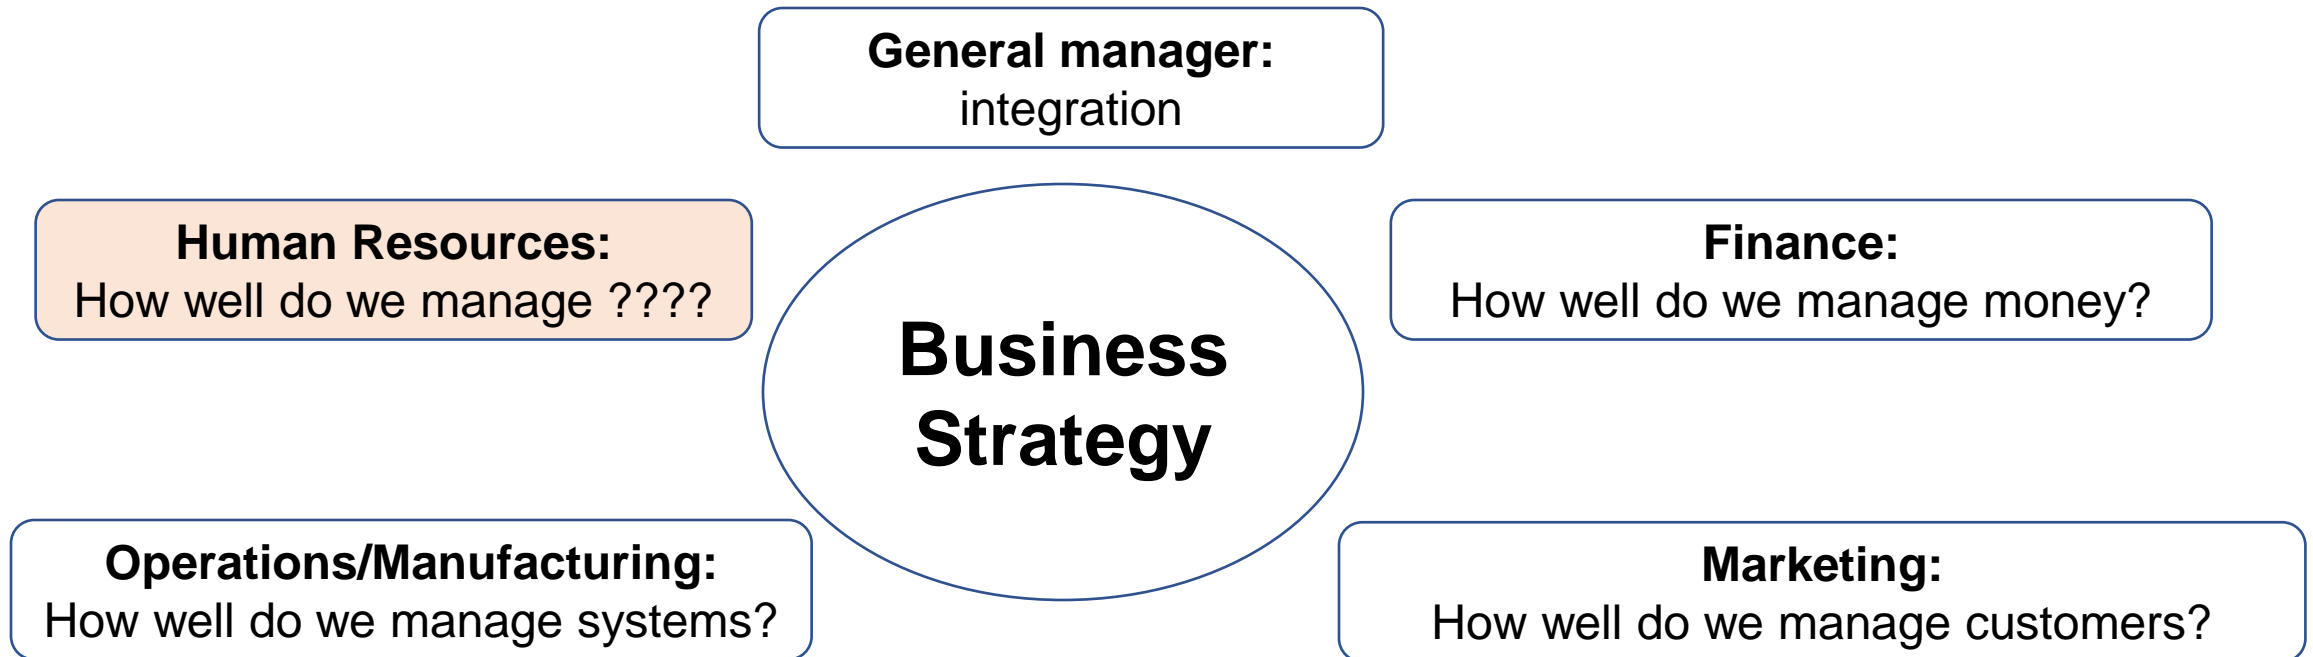 General manager:
integration
Human Resources:
How well do we manage ????
Finance:
How well do we manage money?
Business
Strategy
Operations/Manufacturing:
How well do we manage systems?
Marketing:
How well do we manage customers?